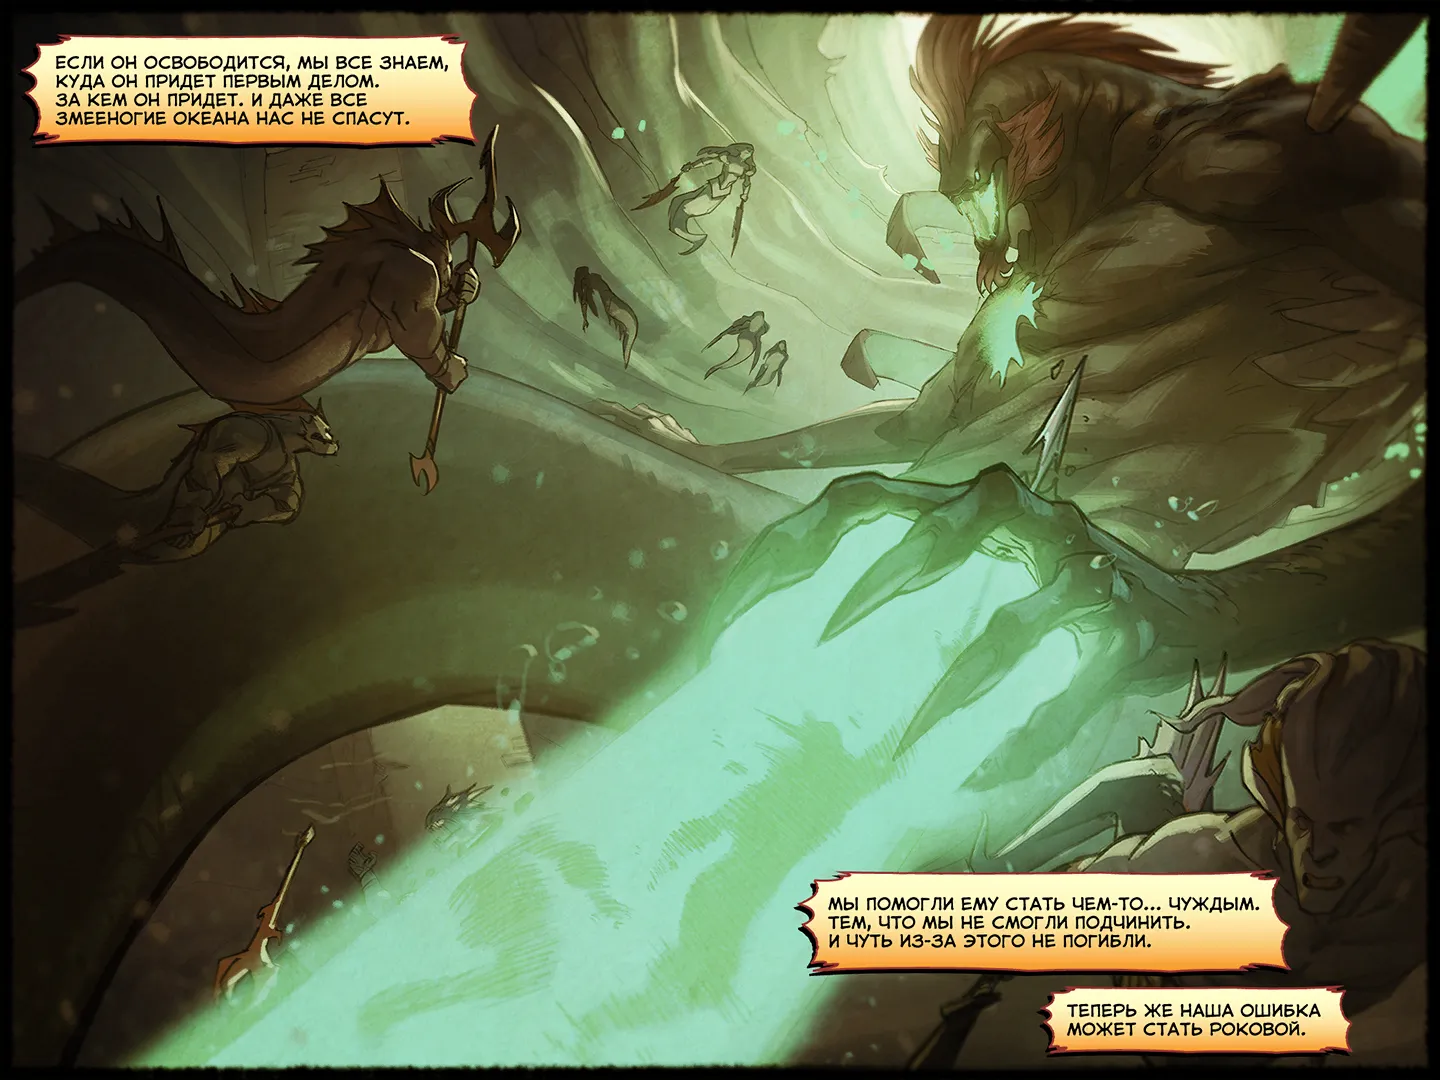 ЕСЛИ ОН ОСВОБОДИТСЯ, МЫ ВСЕ ЗНАЕМ,
КУДА ОН ПРИДЕТ ПЕРВЫМ ДЕЛОМ.
ЗА КЕМ ОН ПРИДЕТ. И ДАЖЕ ВСЕ
ЗМЕЕНОГИЕ ОКЕАНА НАС НЕ СПАСУТ.
МЫ ПОМОГЛИ ЕМУ СТАТЬ ЧЕМ-ТО... ЧУЖДЫМ.
ТЕМ, ЧТО МЫ НЕ СМОГЛИ ПОДЧИНИТЬ.
И ЧУТЬ ИЗ-ЗА ЭТОГО НЕ ПОГИБЛИ.
ТЕПЕРЬ ЖЕ НАША ОШИБКА
МОЖЕТ СТАТЬ РОКОВОЙ.